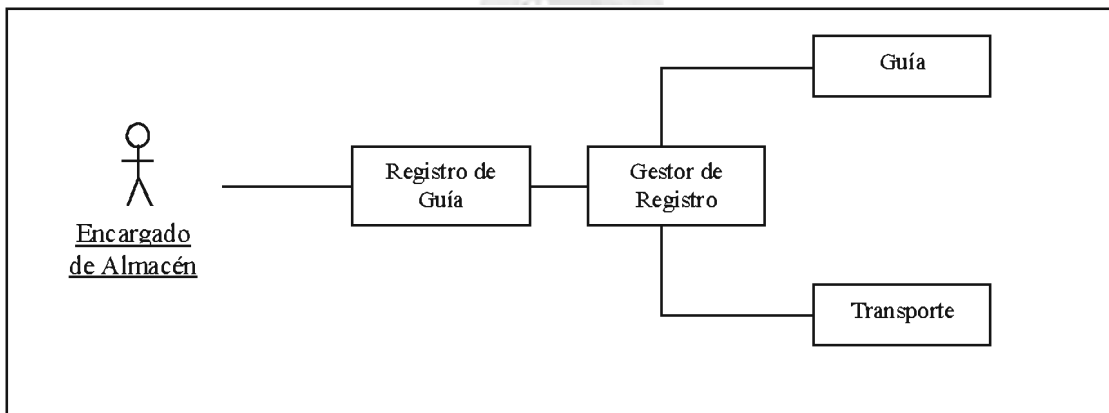 Guía
Registro de
Guía
Gestor de
Registro
Encargado
de Almacén
Transporte